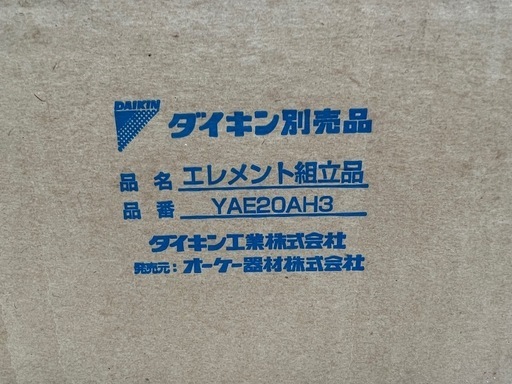 DAIKIN
ダイキン別売品
品名 エレメント組立品
品番 YAE20AH3
ダイキン工業株式会社
発売元：オーケー器材株式会社